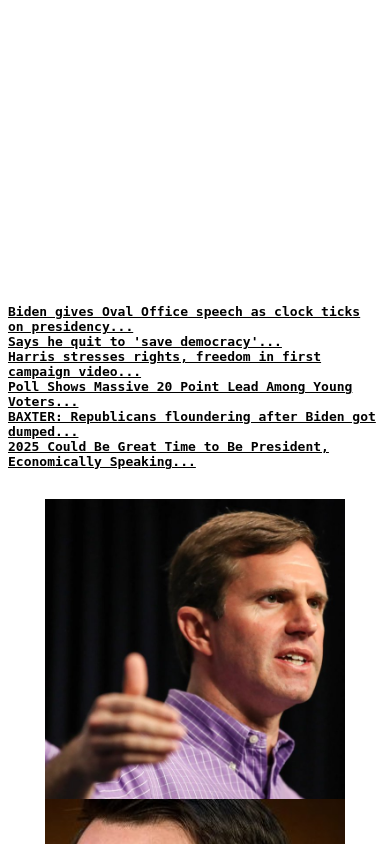 Biden gives Oval Office speech as clock ticks
on presidency...
Says he quit to 'save democracy'...
Harris stresses rights, freedom in first
campaign video...
Poll Shows Massive 20 Point Lead Among Young
Voters...
BAXTER: Republicans floundering after Biden got
dumped...
2025 Could Be Great Time to Be President,
Economically Speaking...